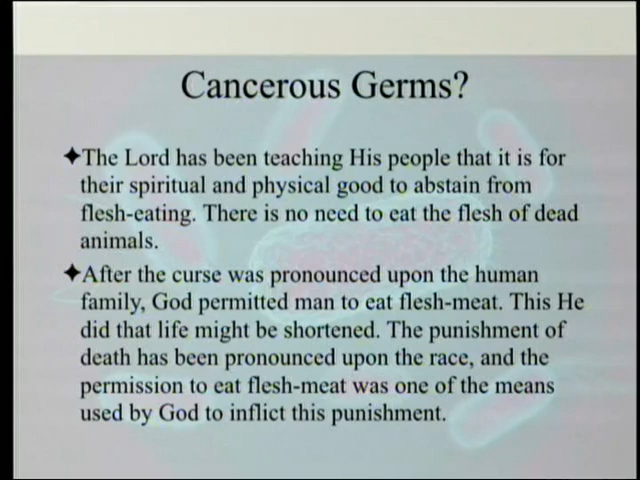 Cancerous Germs?
✦The Lord has been teaching His people that it is for
their spiritual and physical good to abstain from
flesh-eating. There is no need to eat the flesh of dead
animals.
✦After the curse was pronounced upon the human
family, God permitted man to eat flesh-meat. This He
did that life might be shortened. The punishment of
death has been pronounced upon the race, and the
permission to eat flesh-meat was one of the means
used by God to inflict this punishment.